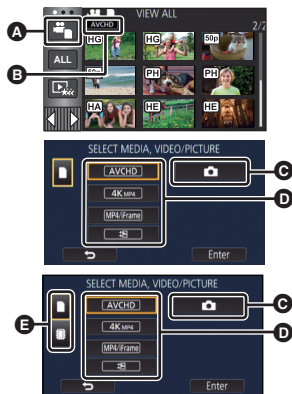 VIEW ALL
AVCHD
2/2
A
B
ALL
HG HG 50p
50p PH PH
HA HE HE
SELECT MEDIA, VIDEO/PICTURE
AVCHD
4K MP4
MP4/iFrame
Enter
C
D
SELECT MEDIA, VIDEO/PICTURE
AVCHD
4K MP4
MP4/iFrame
Enter
C
D
E